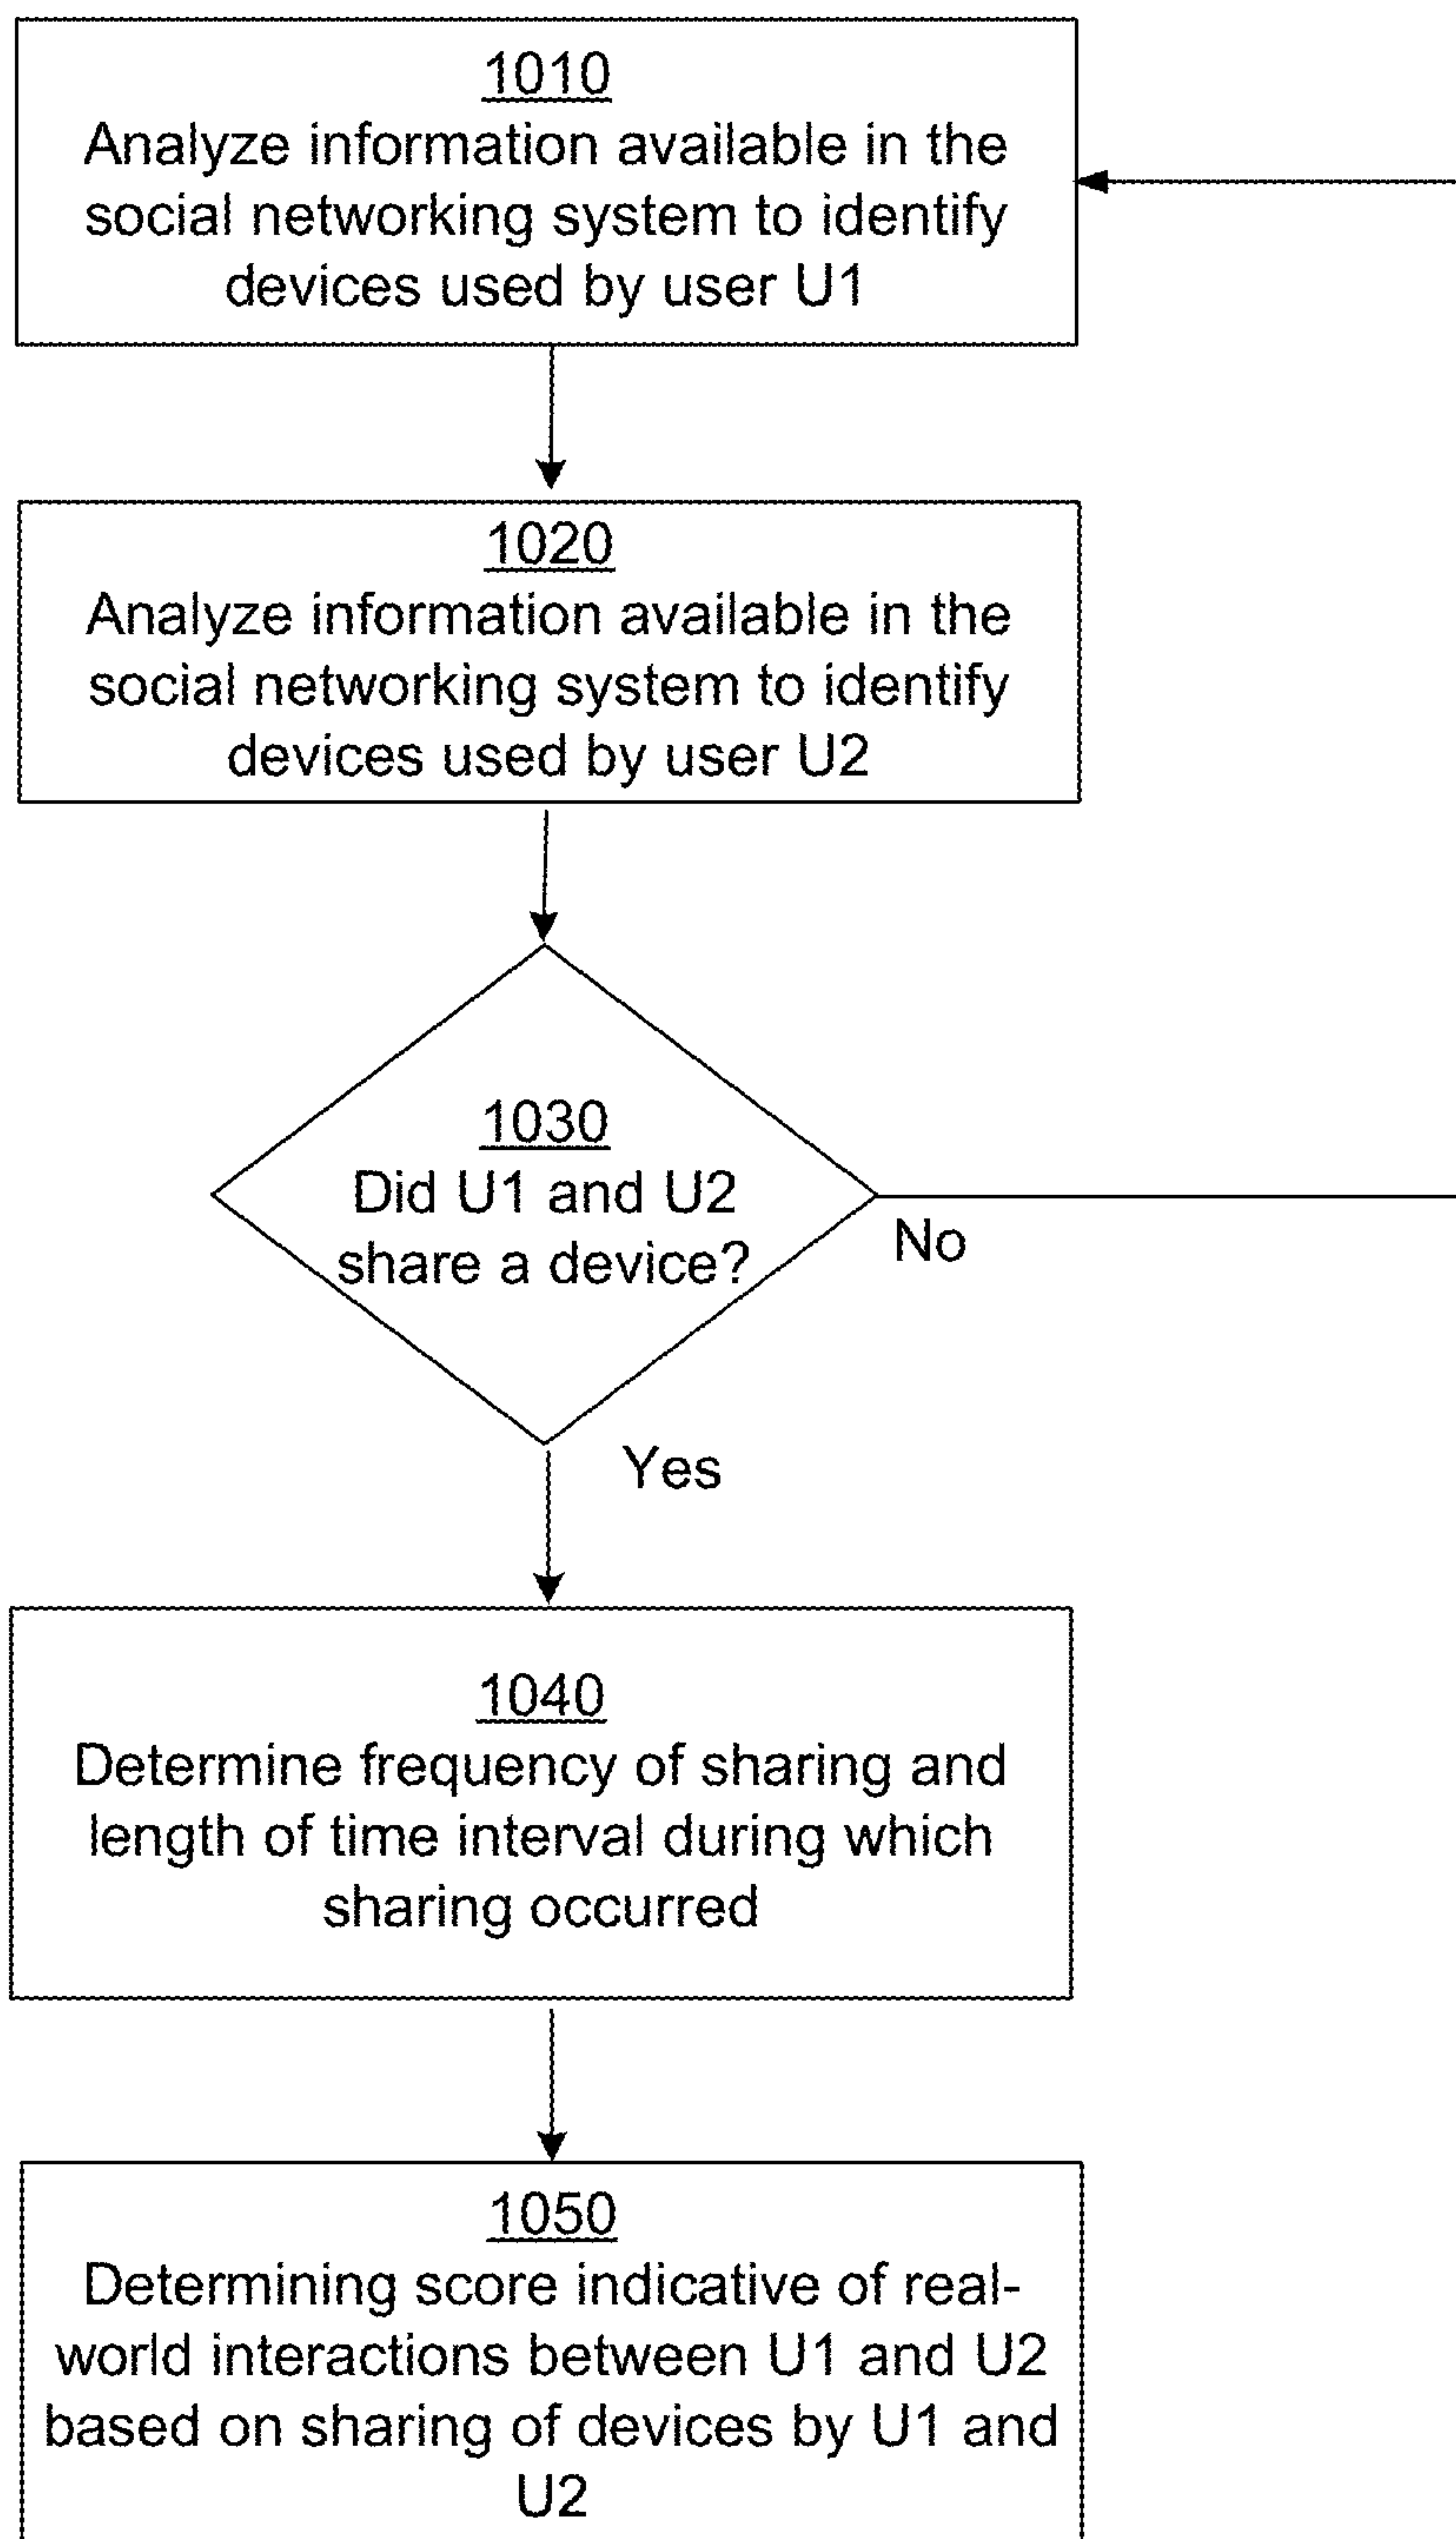 1010
Analyze information available in the
social networking system to identify
devices used by user U1
1020
Analyze information available in the
social networking system to identify
devices used by user U2
1030
Did U1 and U2
share a device?
No
Yes
1040
Determine frequency of sharing and
length of time interval during which
sharing occurred
1050
Determining score indicative of real-
world interactions between U1 and U2
based on sharing of devices by U1 and
U2